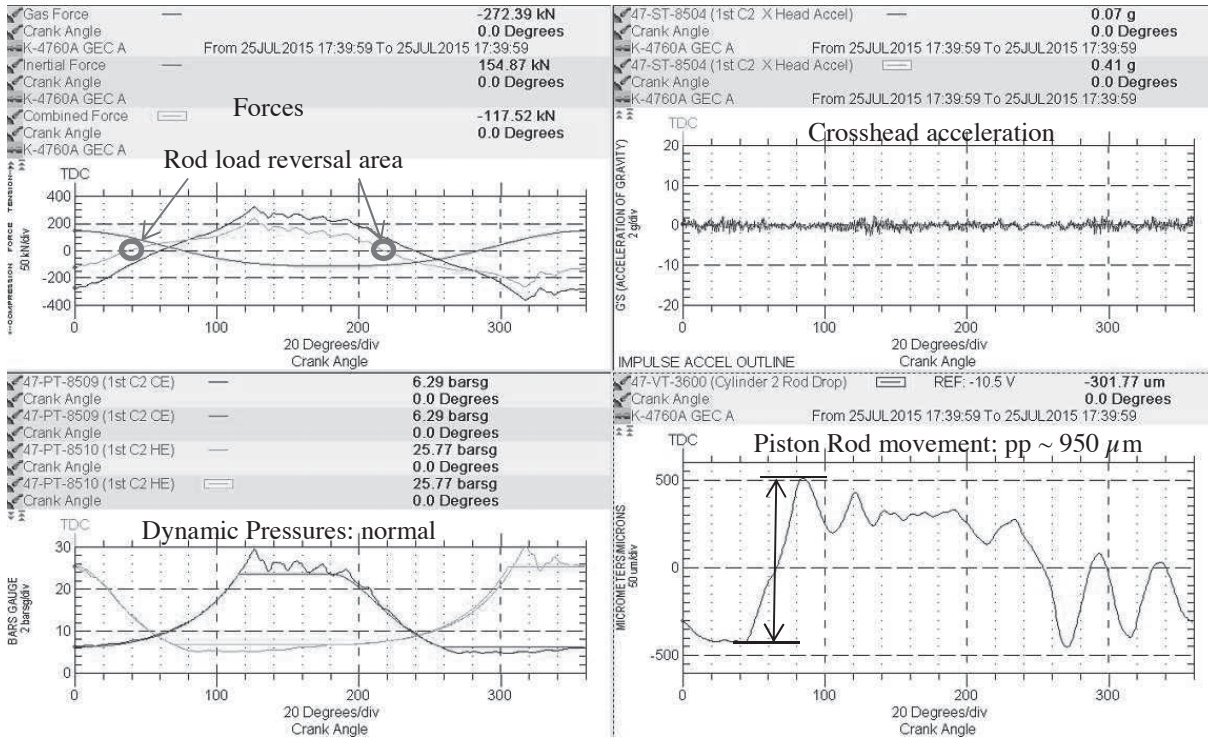 Gas Force -272.39 kN
Crank Angle 0.0 Degrees
K-4760A GEC A From 25JUL2015 17:39:59 To 25JUL2015 17:39:59
Inertial Force 154.87 kN
Crank Angle 0.0 Degrees
K-4760A GEC A
Combined Force -117.52 kN
Crank Angle 0.0 Degrees
K-4760A GEC A
Forces
Rod load reversal area
TDC
<--COMPRESSION FORCE TENSION-->
50 kN/div
400
200
0
-200
-400
0 100 200 300
20 Degrees/div
Crank Angle
47-ST-8504 (1st C2 X Head Accel) 0.07 g
Crank Angle 0.0 Degrees
K-4760A GEC A From 25JUL2015 17:39:59 To 25JUL2015 17:39:59
47-ST-8504 (1st C2 X Head Accel) 0.41 g
Crank Angle 0.0 Degrees
K-4760A GEC A From 25JUL2015 17:39:59 To 25JUL2015 17:39:59
TDC
Crosshead acceleration
G'S (ACCELERATION OF GRAVITY)
2 g/div
20
10
0
-10
-20
0 100 200 300
20 Degrees/div
Crank Angle
IMPULSE ACCEL OUTLINE
47-PT-8509 (1st C2 CE) 6.29 barsg
Crank Angle 0.0 Degrees
47-PT-8509 (1st C2 CE) 6.29 barsg
Crank Angle 0.0 Degrees
47-PT-8510 (1st C2 HE) 25.77 barsg
Crank Angle 0.0 Degrees
47-PT-8510 (1st C2 HE) 25.77 barsg
Crank Angle 0.0 Degrees
TDC
Dynamic Pressures: normal
BARS GAUGE
2 barsg/div
30
20
10
0
0 100 200 300
20 Degrees/div
Crank Angle
47-VT-3600 (Cylinder 2 Rod Drop) REF: -10.5 V -301.77 um
Crank Angle 0.0 Degrees
K-4760A GEC A From 25JUL2015 17:39:59 To 25JUL2015 17:39:59
TDC
Piston Rod movement: pp ~ 950 µm
MICROMETERS/MICRONS
50 um/div
500
0
-500
0 100 200 300
20 Degrees/div
Crank Angle